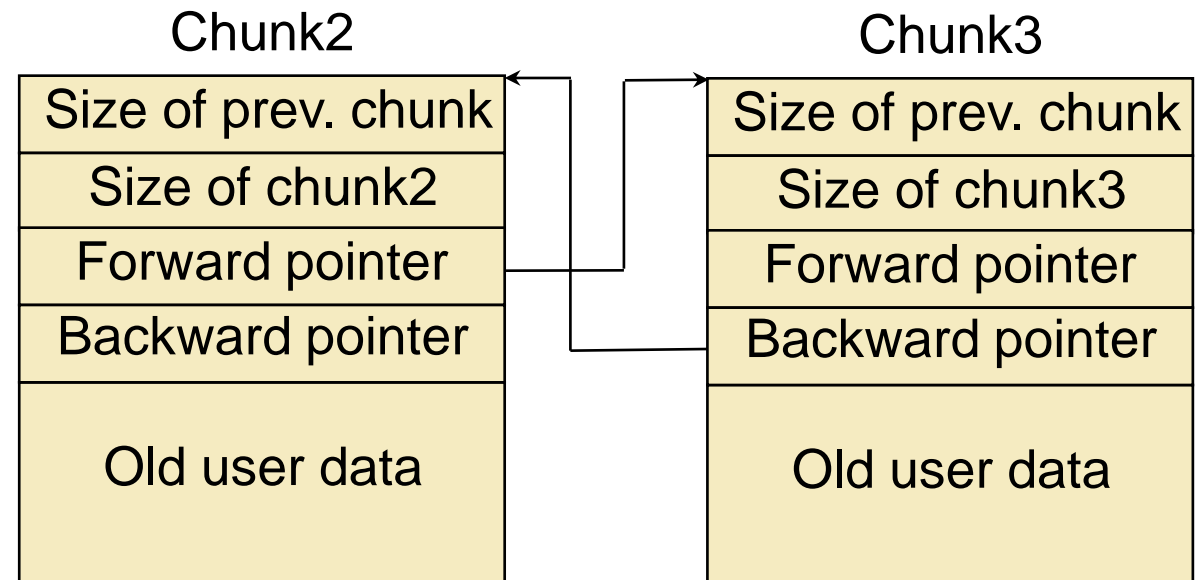 Chunk2
Size of prev. chunk
Size of chunk2
Forward pointer
Backward pointer
Old user data
Chunk3
Size of prev. chunk
Size of chunk3
Forward pointer
Backward pointer
Old user data